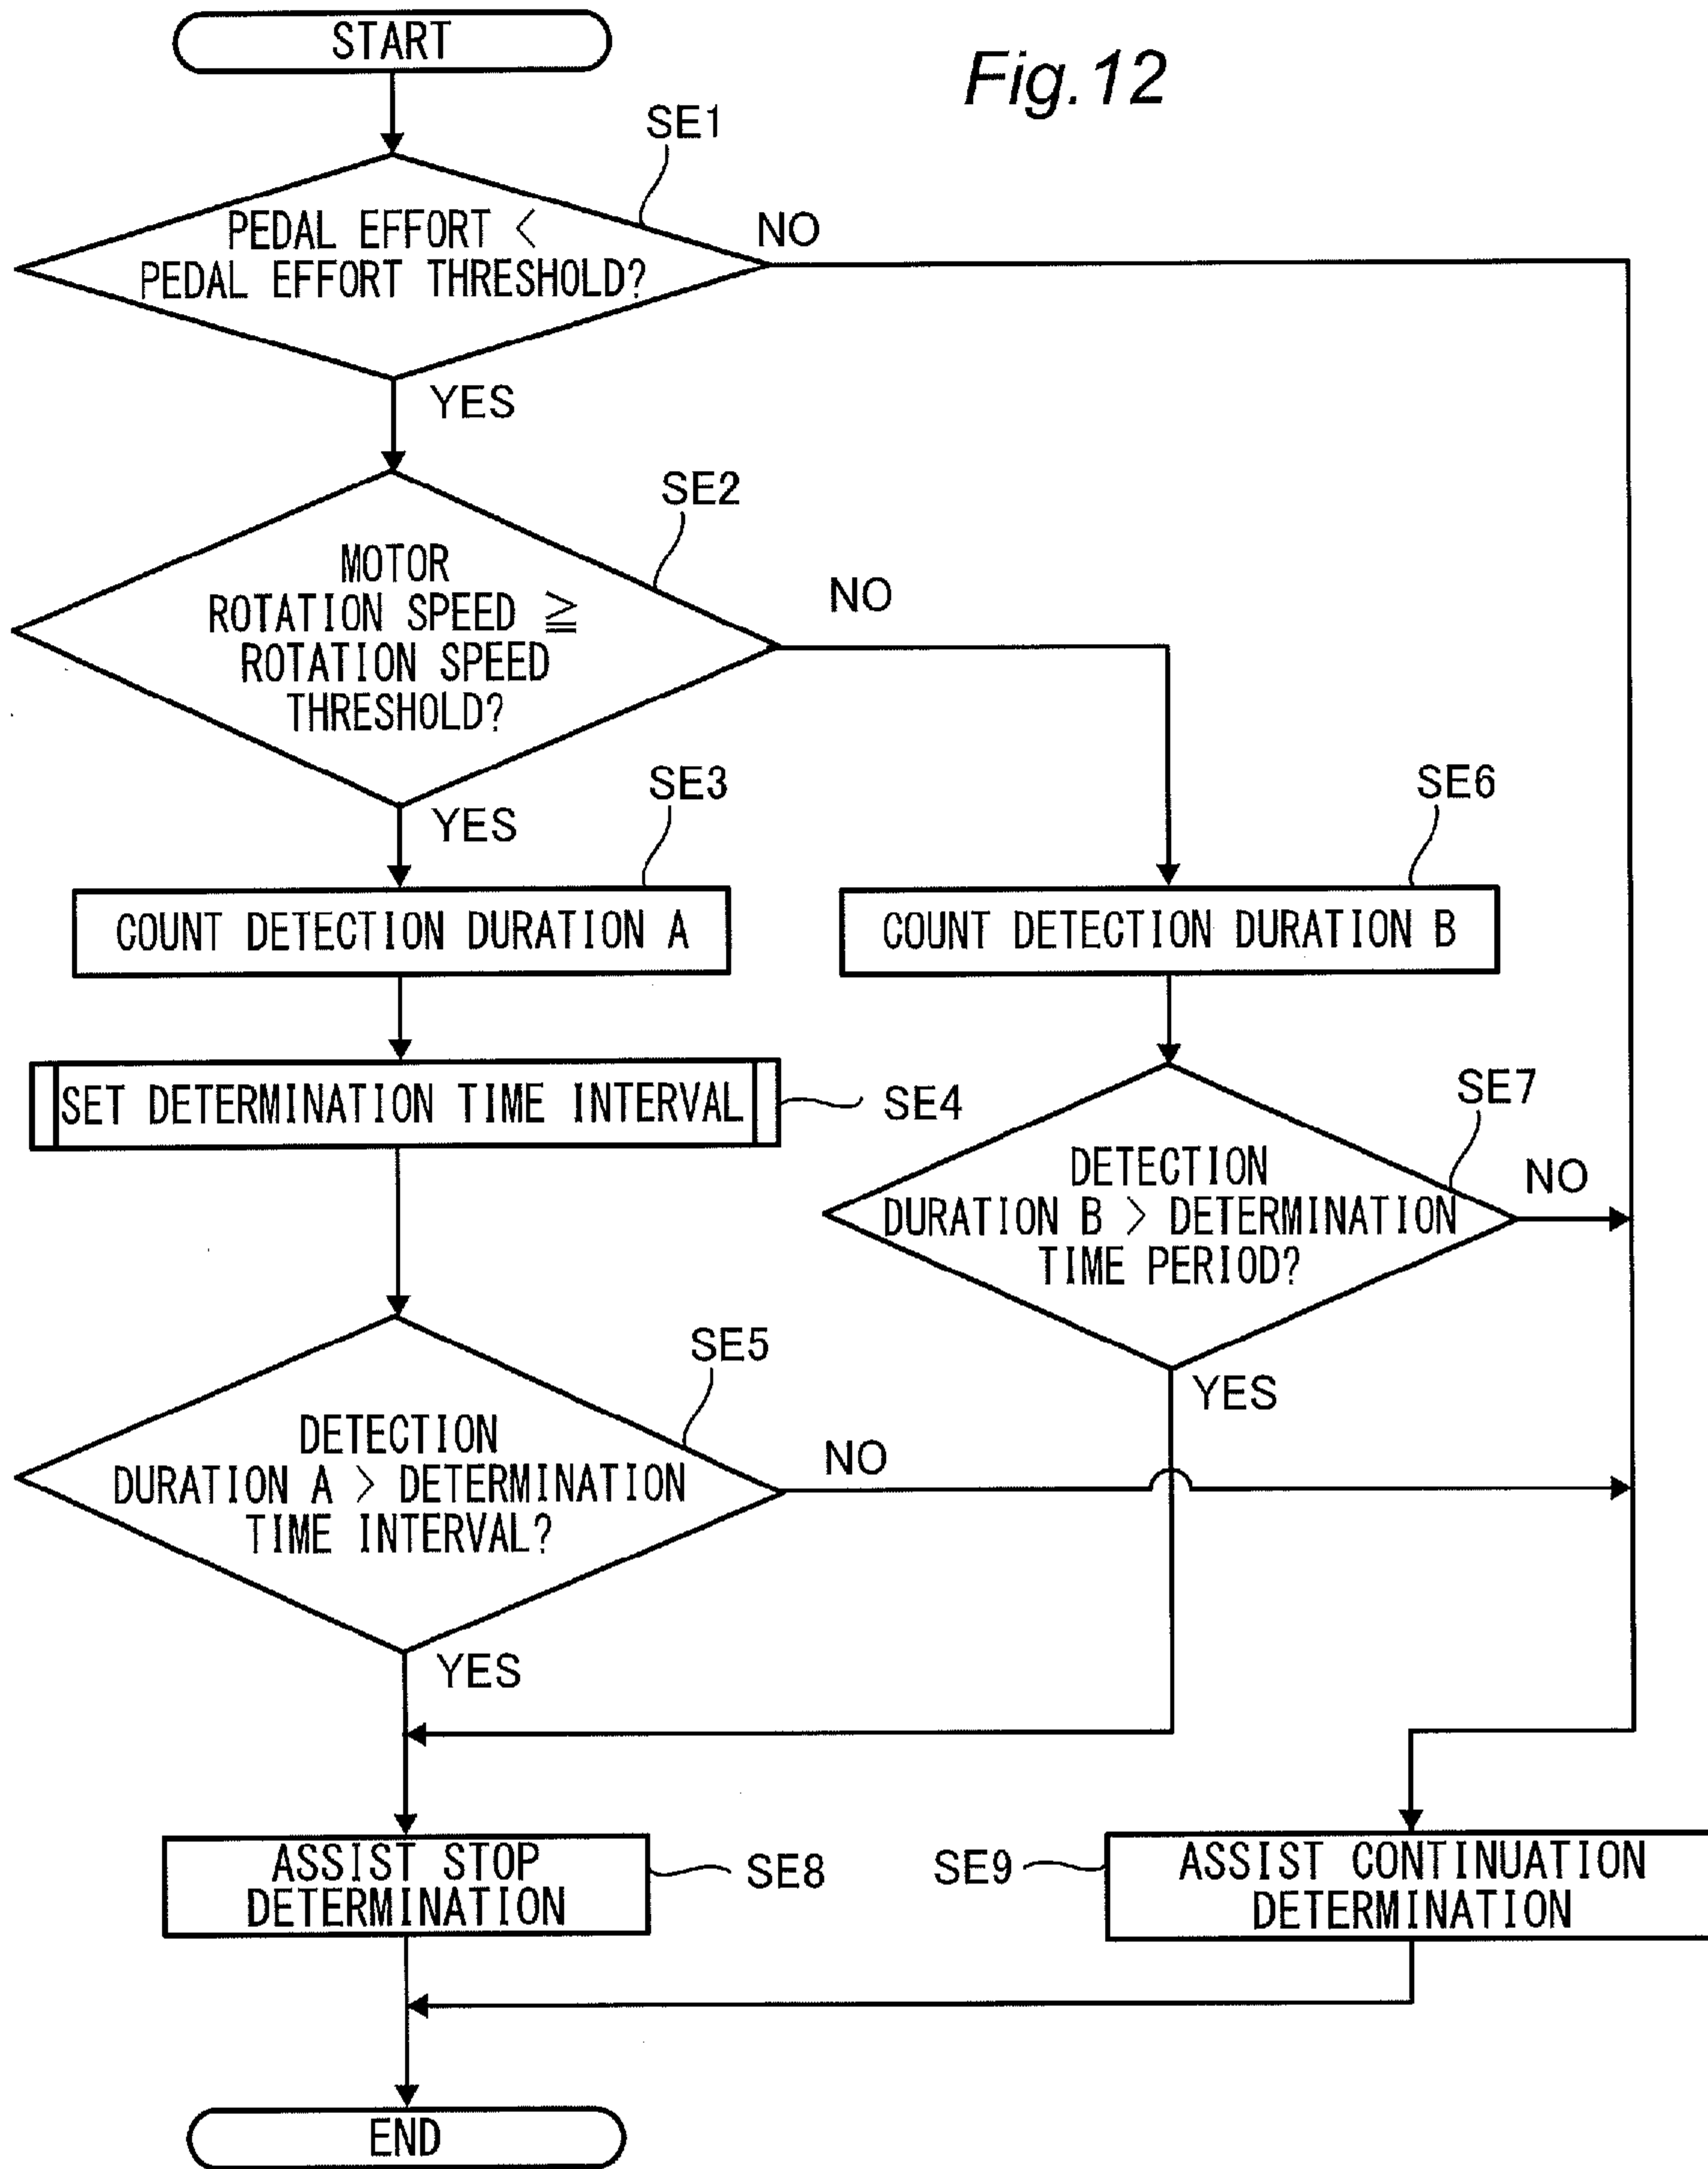 START
Fig.12
SE1
PEDAL EFFORT <
PEDAL EFFORT THRESHOLD?
NO
YES
SE2
MOTOR
ROTATION SPEED ≧
ROTATION SPEED
THRESHOLD?
NO
YES
SE3
COUNT DETECTION DURATION A
SE6
COUNT DETECTION DURATION B
SET DETERMINATION TIME INTERVAL
SE4
SE7
DETECTION
DURATION B > DETERMINATION
TIME PERIOD?
NO
YES
SE5
DETECTION
DURATION A > DETERMINATION
TIME INTERVAL?
NO
YES
ASSIST STOP
DETERMINATION
SE8
SE9
ASSIST CONTINUATION
DETERMINATION
END